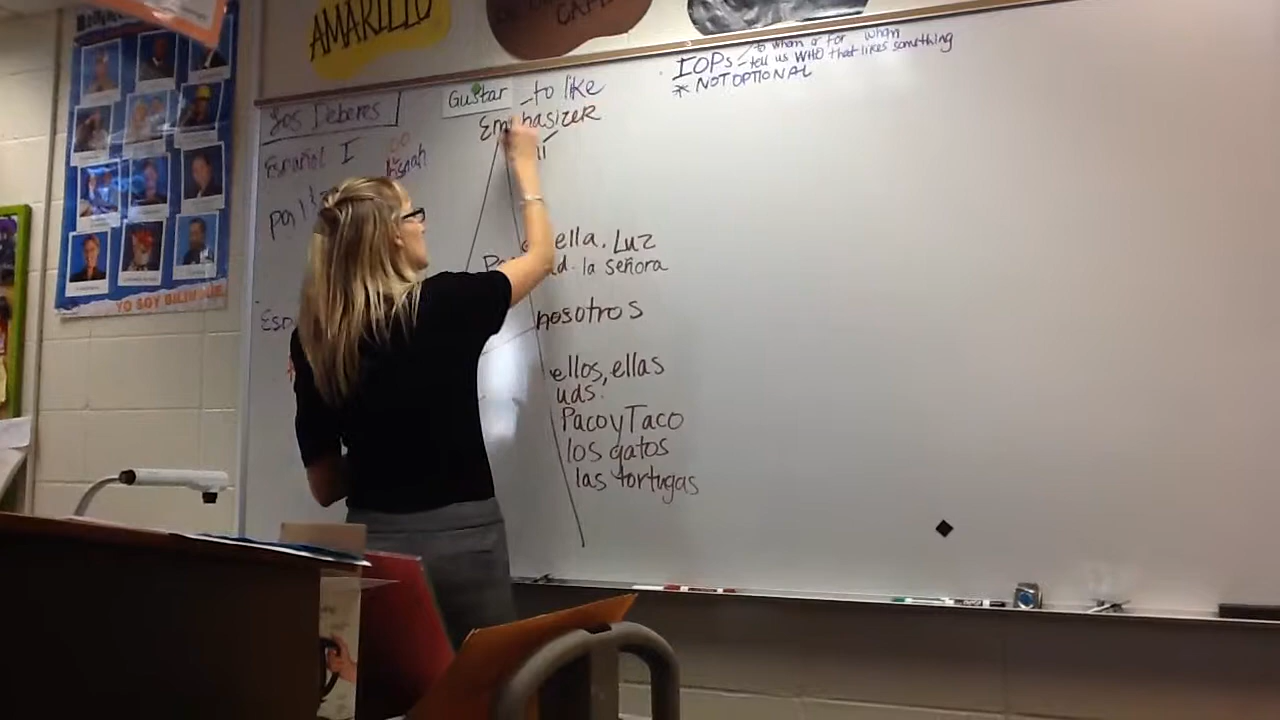 AMARILLO
YO SOY BILINGÜE
Los Deberes
Español I
Gustar - to like
EmphasizeR
IOPs - to whom or for whom
- tell us WHO that likes something
* NOT OPTIONAL
ella. Luz
la señora
nosotros
ellos, ellas
uds.
Paco y Taco
los gatos
las tortugas